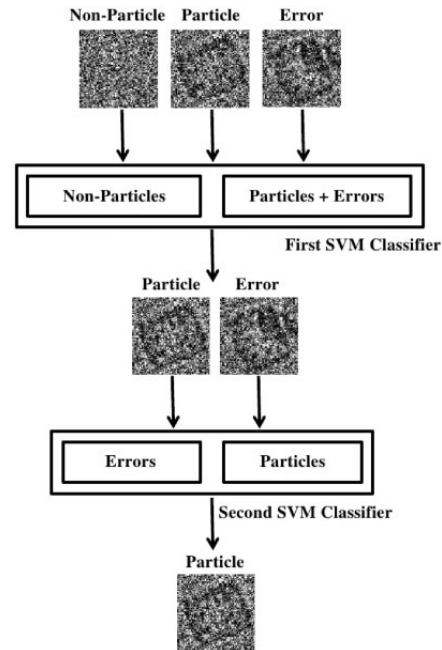 Non-Particle Particle Error
Non-Particles Particles + Errors
First SVM Classifier
Particle Error
Errors Particles
Second SVM Classifier
Particle